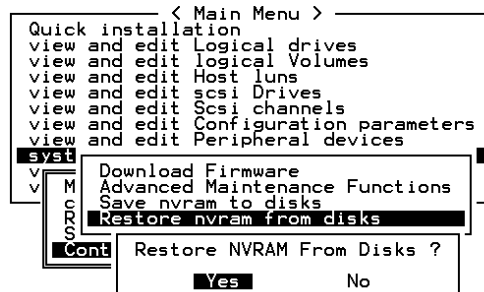 < Main Menu >
Quick installation
view and edit Logical drives
view and edit logical Volumes
view and edit Host luns
view and edit scsi Drives
view and edit Scsi channels
view and edit Configuration parameters
view and edit Peripheral devices
syst
v
v
Download Firmware
Advanced Maintenance Functions
Save nvram to disks
Restore nvram from disks
M
c
R
S
Cont
Restore NVRAM From Disks ?
Yes No